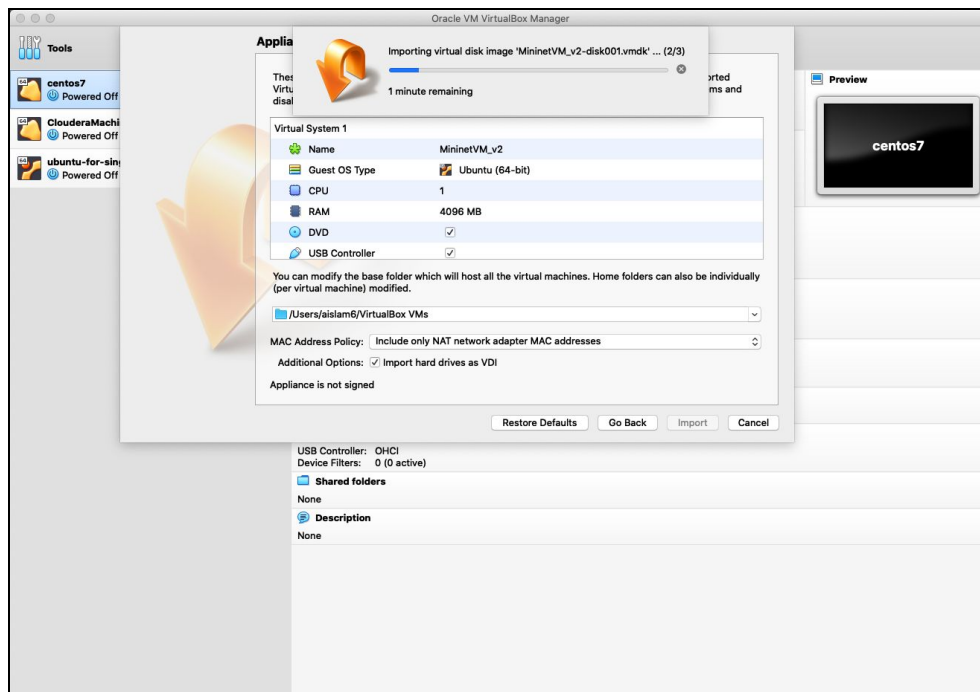 Oracle VM VirtualBox Manager
Tools
centos7
Powered Off
ClouderaMachi
Powered Off
ubuntu-for-sin
Powered Off
Applia
Importing virtual disk image 'MininetVM_v2-disk001.vmdk' ... (2/3)
1 minute remaining
Thes
Virtu
disal
orted
ms and
Virtual System 1
Name MininetVM_v2
Guest OS Type Ubuntu (64-bit)
CPU 1
RAM 4096 MB
DVD
USB Controller
You can modify the base folder which will host all the virtual machines. Home folders can also be individually
(per virtual machine) modified.
/Users/aislam6/VirtualBox VMs
MAC Address Policy: Include only NAT network adapter MAC addresses
Additional Options: Import hard drives as VDI
Appliance is not signed
Restore Defaults Go Back Import Cancel
Preview
centos7
USB Controller: OHCI
Device Filters: 0 (0 active)
Shared folders
None
Description
None